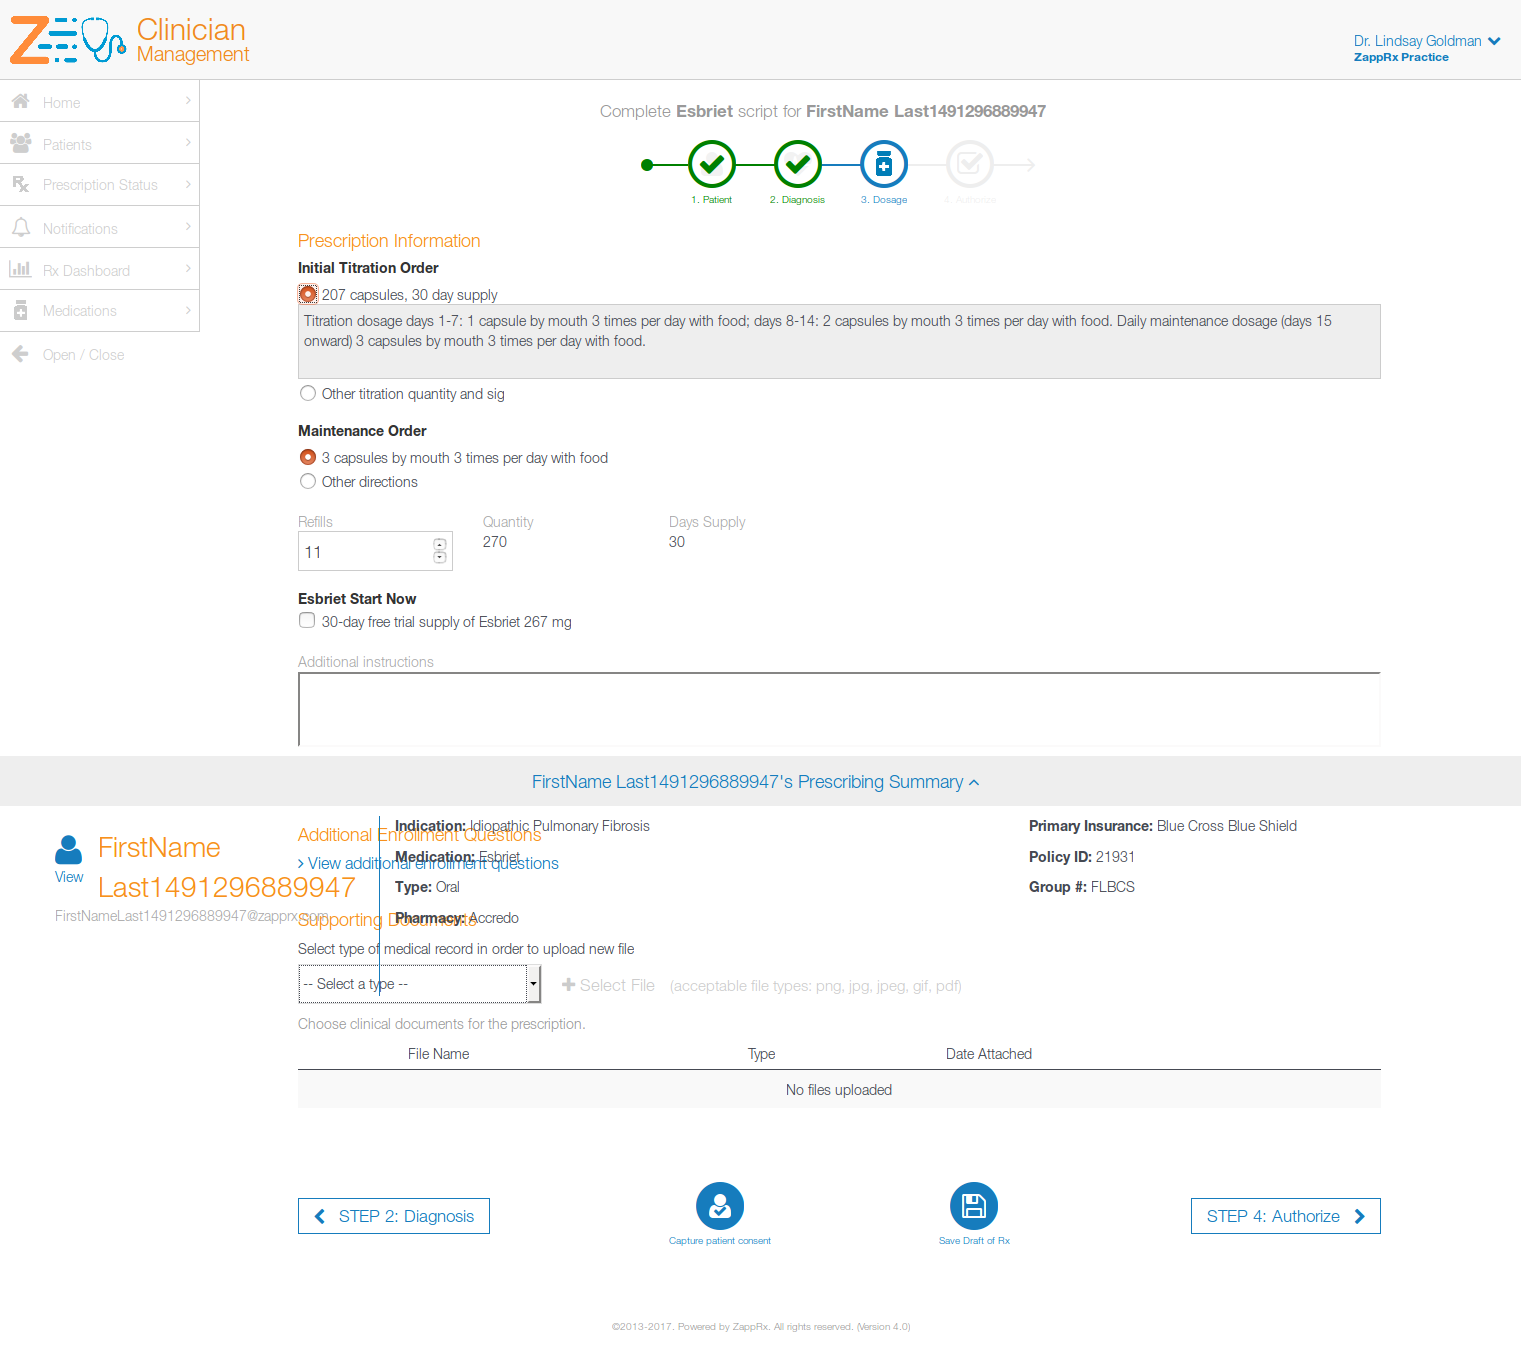 Clinician
Management
Dr. Lindsay Goldman
ZappRx Practice
Home
Patients
Prescription Status
Notifications
Rx Dashboard
Medications
Open / Close
Complete Esbriet script for FirstName Last1491296889947
1. Patient
2. Diagnosis
3. Dosage
4. Authorize
Prescription Information
Initial Titration Order
207 capsules, 30 day supply
Titration dosage days 1-7: 1 capsule by mouth 3 times per day with food; days 8-14: 2 capsules by mouth 3 times per day with food. Daily maintenance dosage (days 15
onward) 3 capsules by mouth 3 times per day with food.
Other titration quantity and sig
Maintenance Order
3 capsules by mouth 3 times per day with food
Other directions
Refills Quantity Days Supply
11 270 30
Esbriet Start Now
30-day free trial supply of Esbriet 267 mg
Additional instructions
FirstName Last1491296889947's Prescribing Summary
FirstName
Last1491296889947
View
FirstNameLast1491296889947@zapprx.com
Indication: Idiopathic Pulmonary Fibrosis
Medication: Esbriet
Type: Oral
Pharmacy: Accredo
Primary Insurance: Blue Cross Blue Shield
Policy ID: 21931
Group #: FLBCS
Additional Enrollment Questions
View additional enrollment questions
Supporting Documents
Select type of medical record in order to upload new file
-- Select a type --
Select File (acceptable file types: png, jpg, jpeg, gif, pdf)
Choose clinical documents for the prescription.
File Name Type Date Attached
No files uploaded
STEP 2: Diagnosis
Capture patient consent
Save Draft of Rx
STEP 4: Authorize
©2013-2017. Powered by ZappRx. All rights reserved. (Version 4.0)